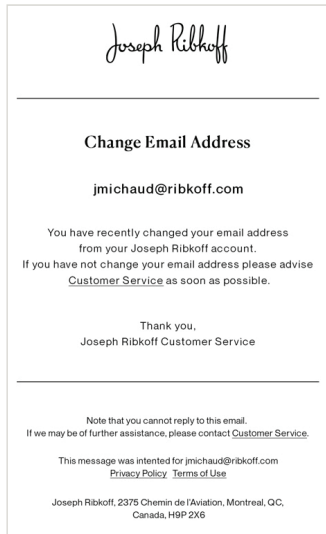 Joseph Ribkoff
Change Email Address
jmichaud@ribkoff.com
You have recently changed your email address
from your Joseph Ribkoff account.
If you have not change your email address please advise
Customer Service as soon as possible.
Thank you,
Joseph Ribkoff Customer Service
Note that you cannot reply to this email.
If we may be of further assistance, please contact Customer Service.
This message was intented for jmichaud@ribkoff.com
Privacy Policy Terms of Use
Joseph Ribkoff, 2375 Chemin de l'Aviation, Montreal, QC,
Canada, H9P 2X6